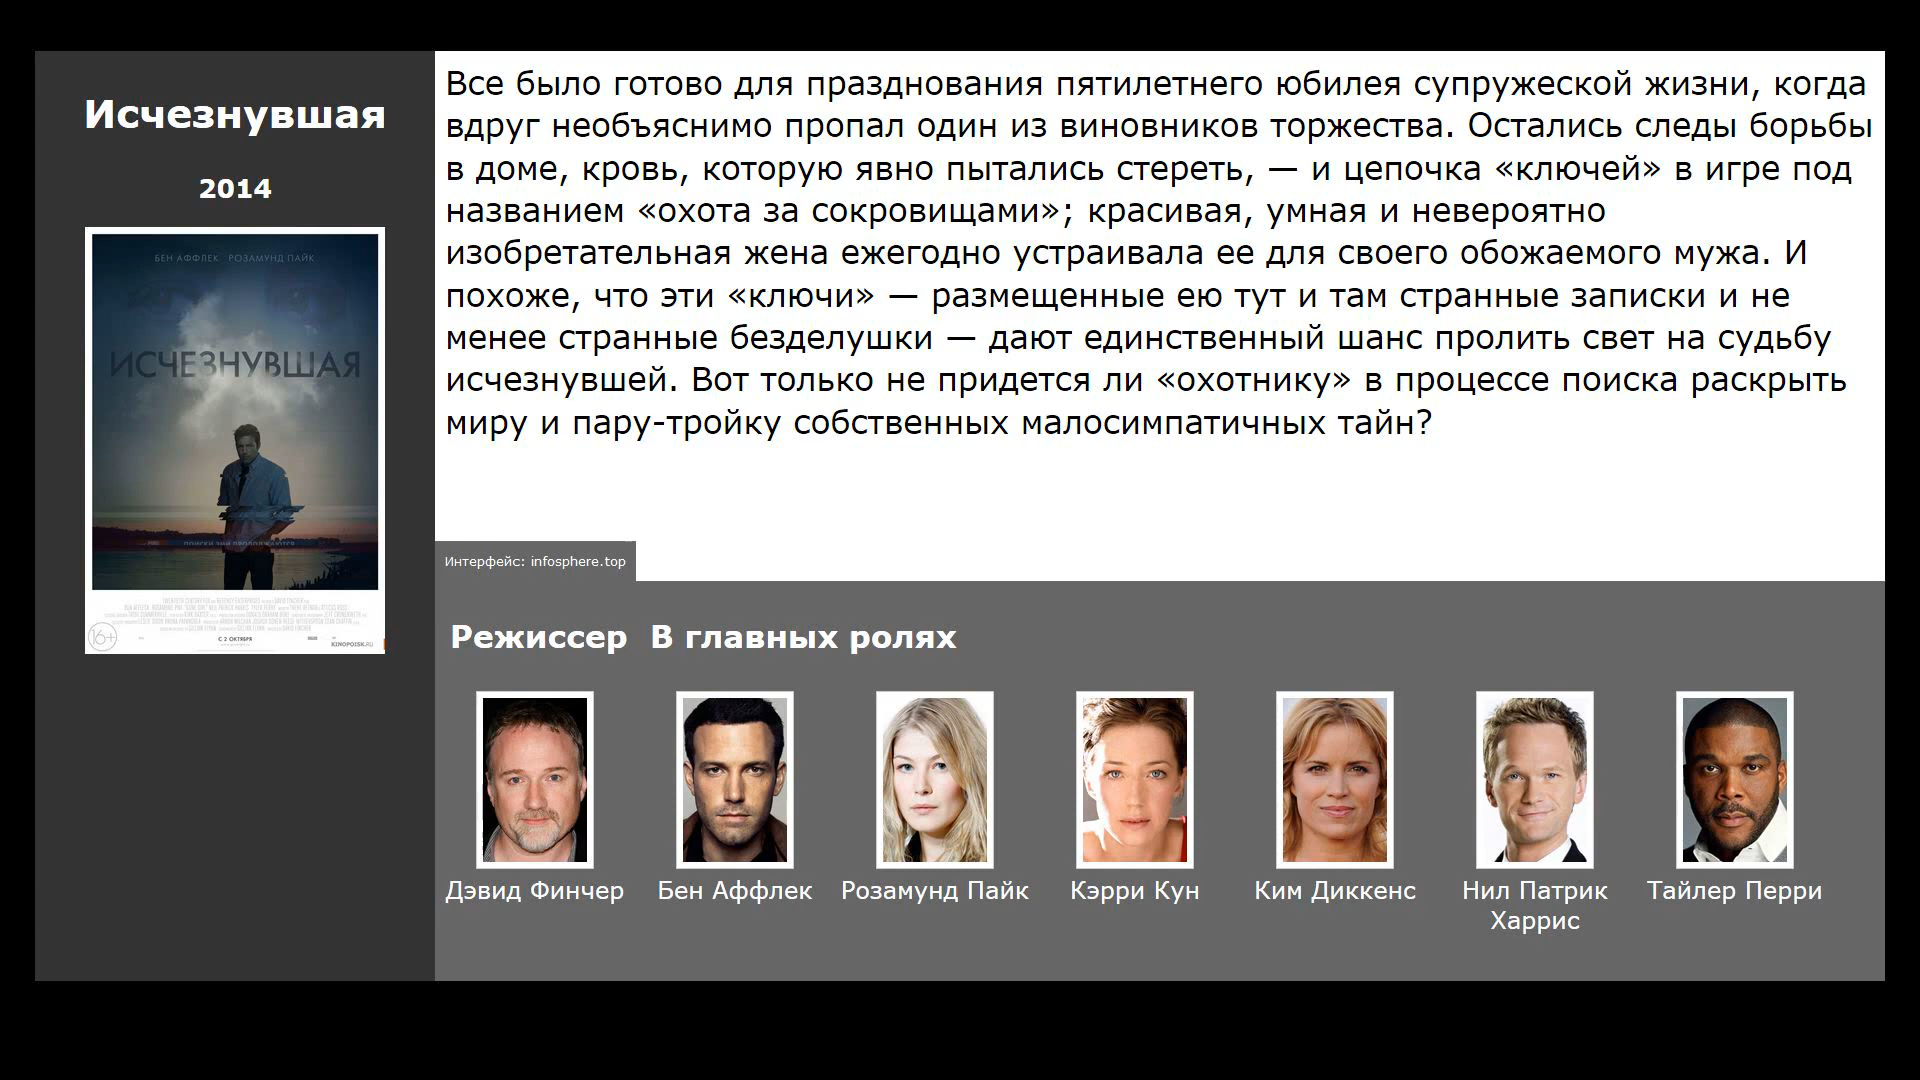 Исчезнувшая
2014
БЕН АФФЛЕК РОЗАМУНД ПАЙК
ИСЧЕЗНУВШАЯ
16+
С 2 ОКТЯБРЯ
KINOPOISK.RU
Все было готово для празднования пятилетнего юбилея супружеской жизни, когда
вдруг необъяснимо пропал один из виновников торжества. Остались следы борьбы
в доме, кровь, которую явно пытались стереть, — и цепочка «ключей» в игре под
названием «охота за сокровищами»; красивая, умная и невероятно
изобретательная жена ежегодно устраивала ее для своего обожаемого мужа. И
похоже, что эти «ключи» — размещенные ею тут и там странные записки и не
менее странные безделушки — дают единственный шанс пролить свет на судьбу
исчезнувшей. Вот только не придется ли «охотнику» в процессе поиска раскрыть
миру и пару-тройку собственных малосимпатичных тайн?
Интерфейс: infosphere.top
Режиссер В главных ролях
Дэвид Финчер Бен Аффлек Розамунд Пайк Кэрри Кун Ким Диккенс Нил Патрик Тайлер Перри
Харрис